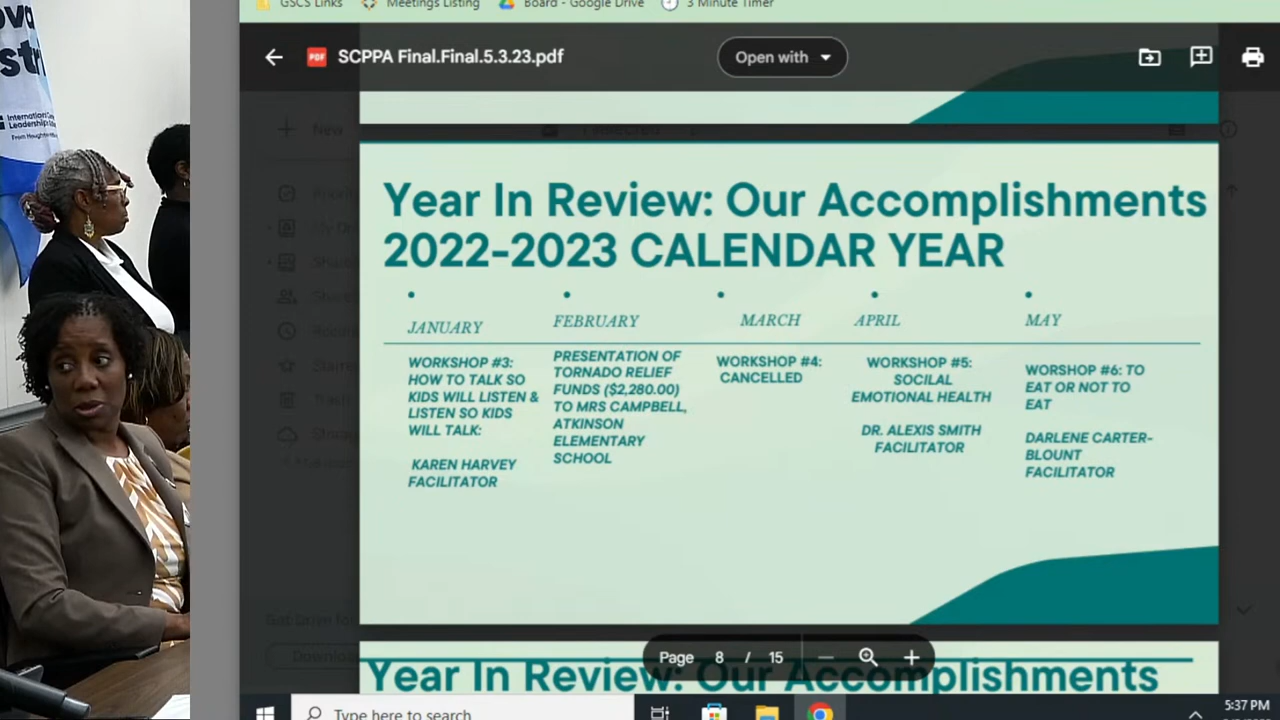 GSCS Links
Meetings Listing
Board - Google Drive
3 Minute Timer
SCPPA Final.Final.5.3.23.pdf
Open with
International
Leadership
Year In Review: Our Accomplishments
2022-2023 CALENDAR YEAR
JANUARY
FEBRUARY
MARCH
APRIL
MAY
WORKSHOP #3:
HOW TO TALK SO
KIDS WILL LISTEN &
LISTEN SO KIDS
WILL TALK:
KAREN HARVEY
FACILITATOR
PRESENTATION OF
TORNADO RELIEF
FUNDS ($2,280.00)
TO MRS CAMPBELL,
ATKINSON
ELEMENTARY
SCHOOL
WORKSHOP #4:
CANCELLED
WORKSHOP #5:
SOCILAL
EMOTIONAL HEALTH
DR. ALEXIS SMITH
FACILITATOR
WORSHOP #6: TO
EAT OR NOT TO
EAT
DARLENE CARTER-
BLOUNT
FACILITATOR
Page 8 / 15
Year In Review: Our Accomplishments
Type here to search
5:37 PM